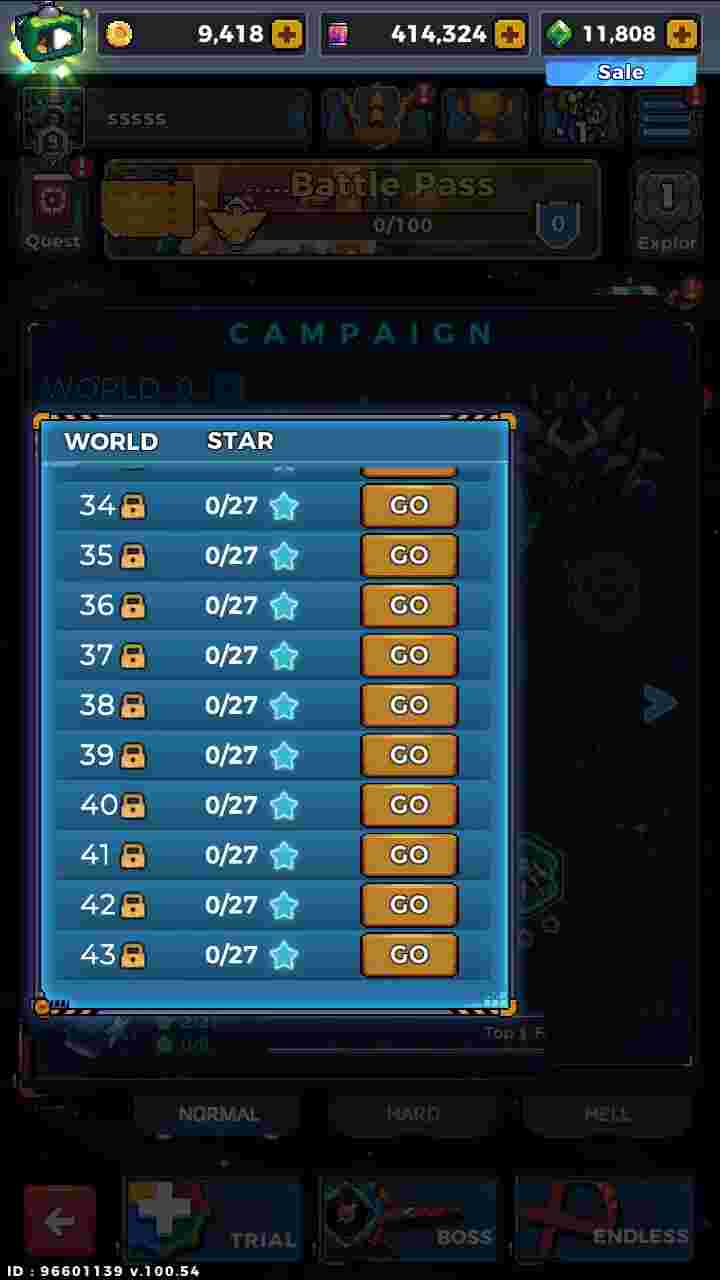 9,418
414,324
11,808
Sale
sssss
1
9
Battle Pass
1
0/100
0
Quest
Explor
CAMPAIGN
WORLD 0
WORLD STAR
34 0/27 GO
35 0/27 GO
36 0/27 GO
37 0/27 GO
38 0/27 GO
39 0/27 GO
40 0/27 GO
41 0/27 GO
42 0/27 GO
43 0/27 GO
NORMAL HARD HELL
TRIAL BOSS ENDLESS
ID : 96601139 v.100.54